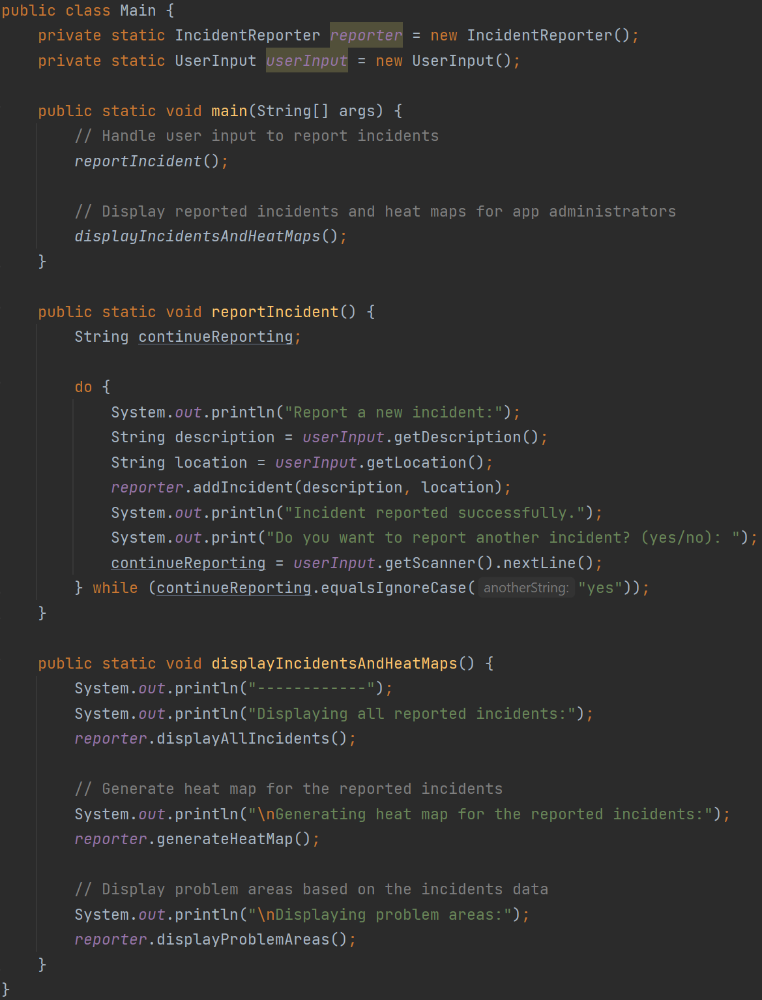 public class Main {
    private static IncidentReporter reporter = new IncidentReporter();
    private static UserInput userInput = new UserInput();

    public static void main(String[] args) {
        // Handle user input to report incidents
        reportIncident();

        // Display reported incidents and heat maps for app administrators
        displayIncidentsAndHeatMaps();
    }

    public static void reportIncident() {
        String continueReporting;

        do {
            System.out.println("Report a new incident:");
            String description = userInput.getDescription();
            String location = userInput.getLocation();
            reporter.addIncident(description, location);
            System.out.println("Incident reported successfully.");
            System.out.print("Do you want to report another incident? (yes/no): ");
            continueReporting = userInput.getScanner().nextLine();
        } while (continueReporting.equalsIgnoreCase( anotherString: "yes"));
    }

    public static void displayIncidentsAndHeatMaps() {
        System.out.println("------------");
        System.out.println("Displaying all reported incidents:");
        reporter.displayAllIncidents();

        // Generate heat map for the reported incidents
        System.out.println("\nGenerating heat map for the reported incidents:");
        reporter.generateHeatMap();

        // Display problem areas based on the incidents data
        System.out.println("\nDisplaying problem areas:");
        reporter.displayProblemAreas();
    }
}